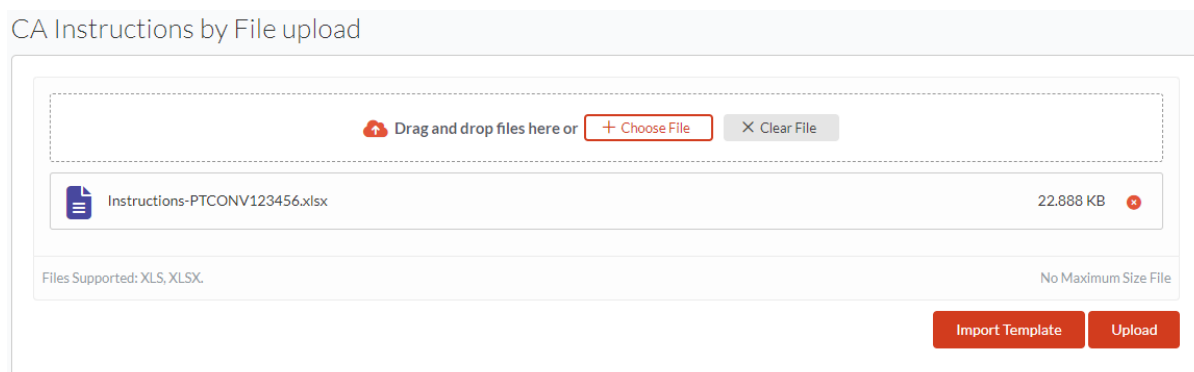 CA Instructions by File upload
Drag and drop files here or + Choose File × Clear File
Instructions-PTCONV123456.xlsx 22.888 KB
Files Supported: XLS, XLSX. No Maximum Size File
Import Template Upload